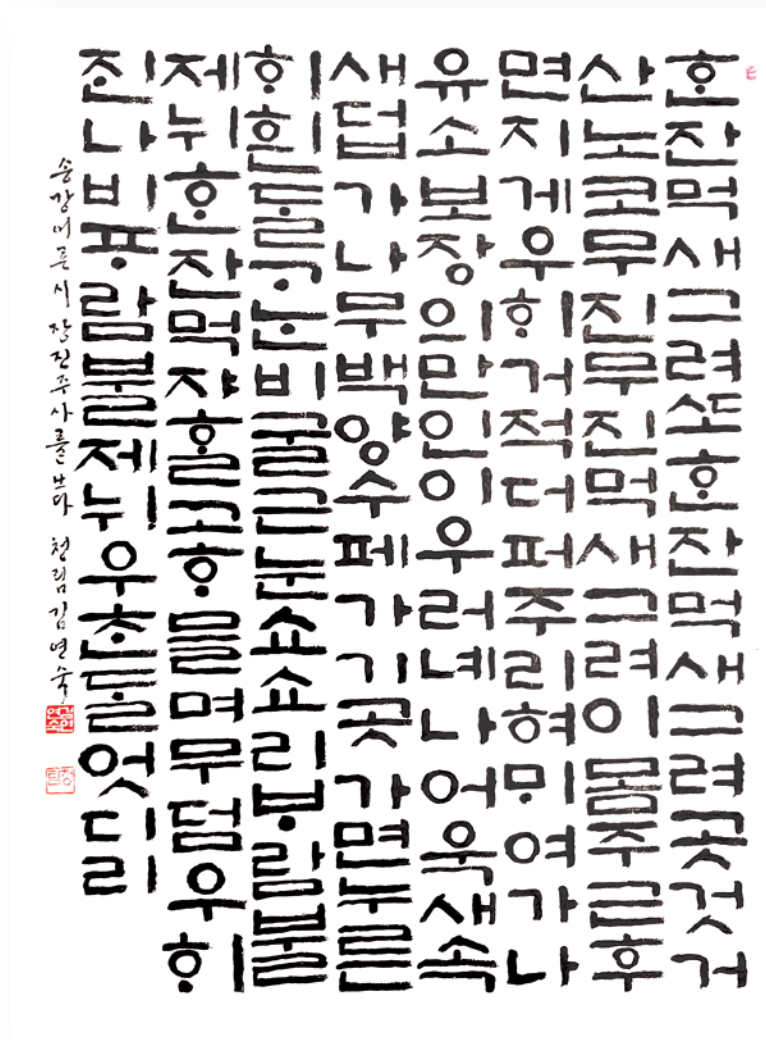 ᄒᆞᆫ잔먹새그려ᄯᅩᄒᆞᆫ잔먹새그려곳것거
산노코무진무진먹새그려이몸주근후
면지게우ᄒᆡ거적더퍼주리혀ᄆᆡ여가나
유소보장의만인이우러녜나어욱새속
새덥가나무백양수페가기곳가면누른
ᄒᆡ흰ᄃᆞᆯᄀᆞᄂᆞᆫ비굴근눈쇼쇼리ᄇᆞ람불
제뉘ᄒᆞᆫ잔먹쟈ᄒᆞᆯ고ᄒᆞ믈며무덤우ᄒᆡ
ᄌᆡᆫ나비ᄑᆞ람불제뉘우ᄎᆞᆫᄃᆞᆯ엇디리
송강어른시장진주사를쓰다 천림김연숙